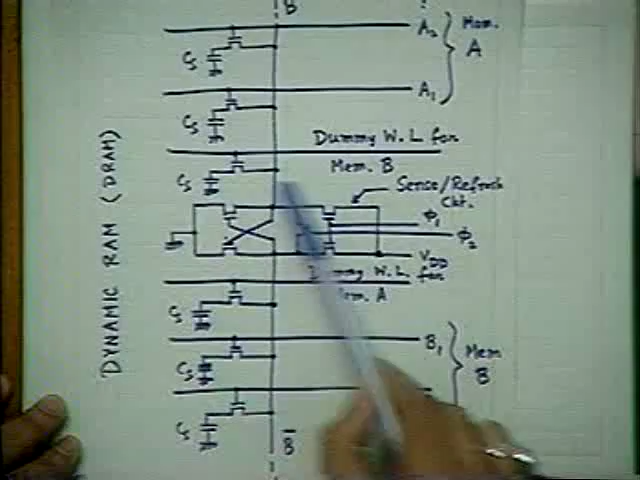 B
A₂
Mem.
A
Cs
A₁
Cs
Dummy W.L for
Mem. B
Cs
Sense/Refresh
Ckt.
Φ₁
Φ₂
VDD
Dummy W.L for
Mem. A
Cs
B₁
Mem
B
Cs
Cs
B̅
DYNAMIC RAM (DRAM)